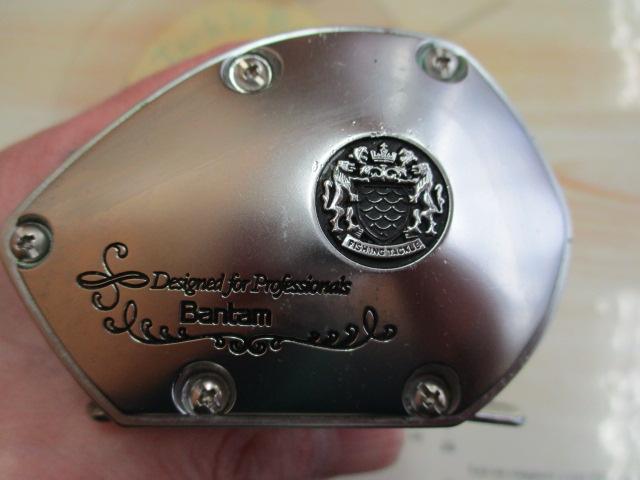 FISHING TACKLE
Designed for Professionals
Bantam